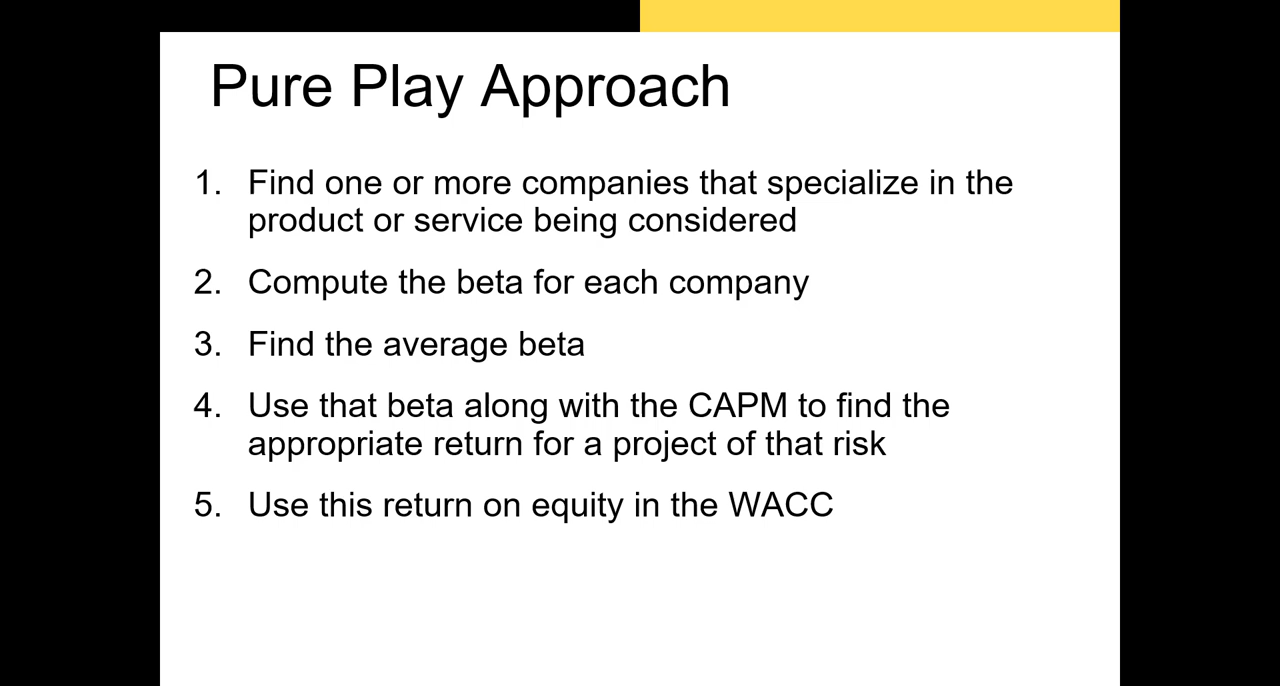 Pure Play Approach
1. Find one or more companies that specialize in the
product or service being considered
2. Compute the beta for each company
3. Find the average beta
4. Use that beta along with the CAPM to find the
appropriate return for a project of that risk
5. Use this return on equity in the WACC